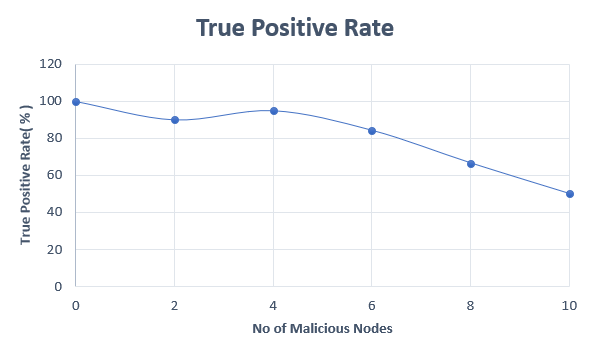 True Positive Rate
120
100
80
60
40
20
0
True Positive Rate( % )
0 2 4 6 8 10
No of Malicious Nodes